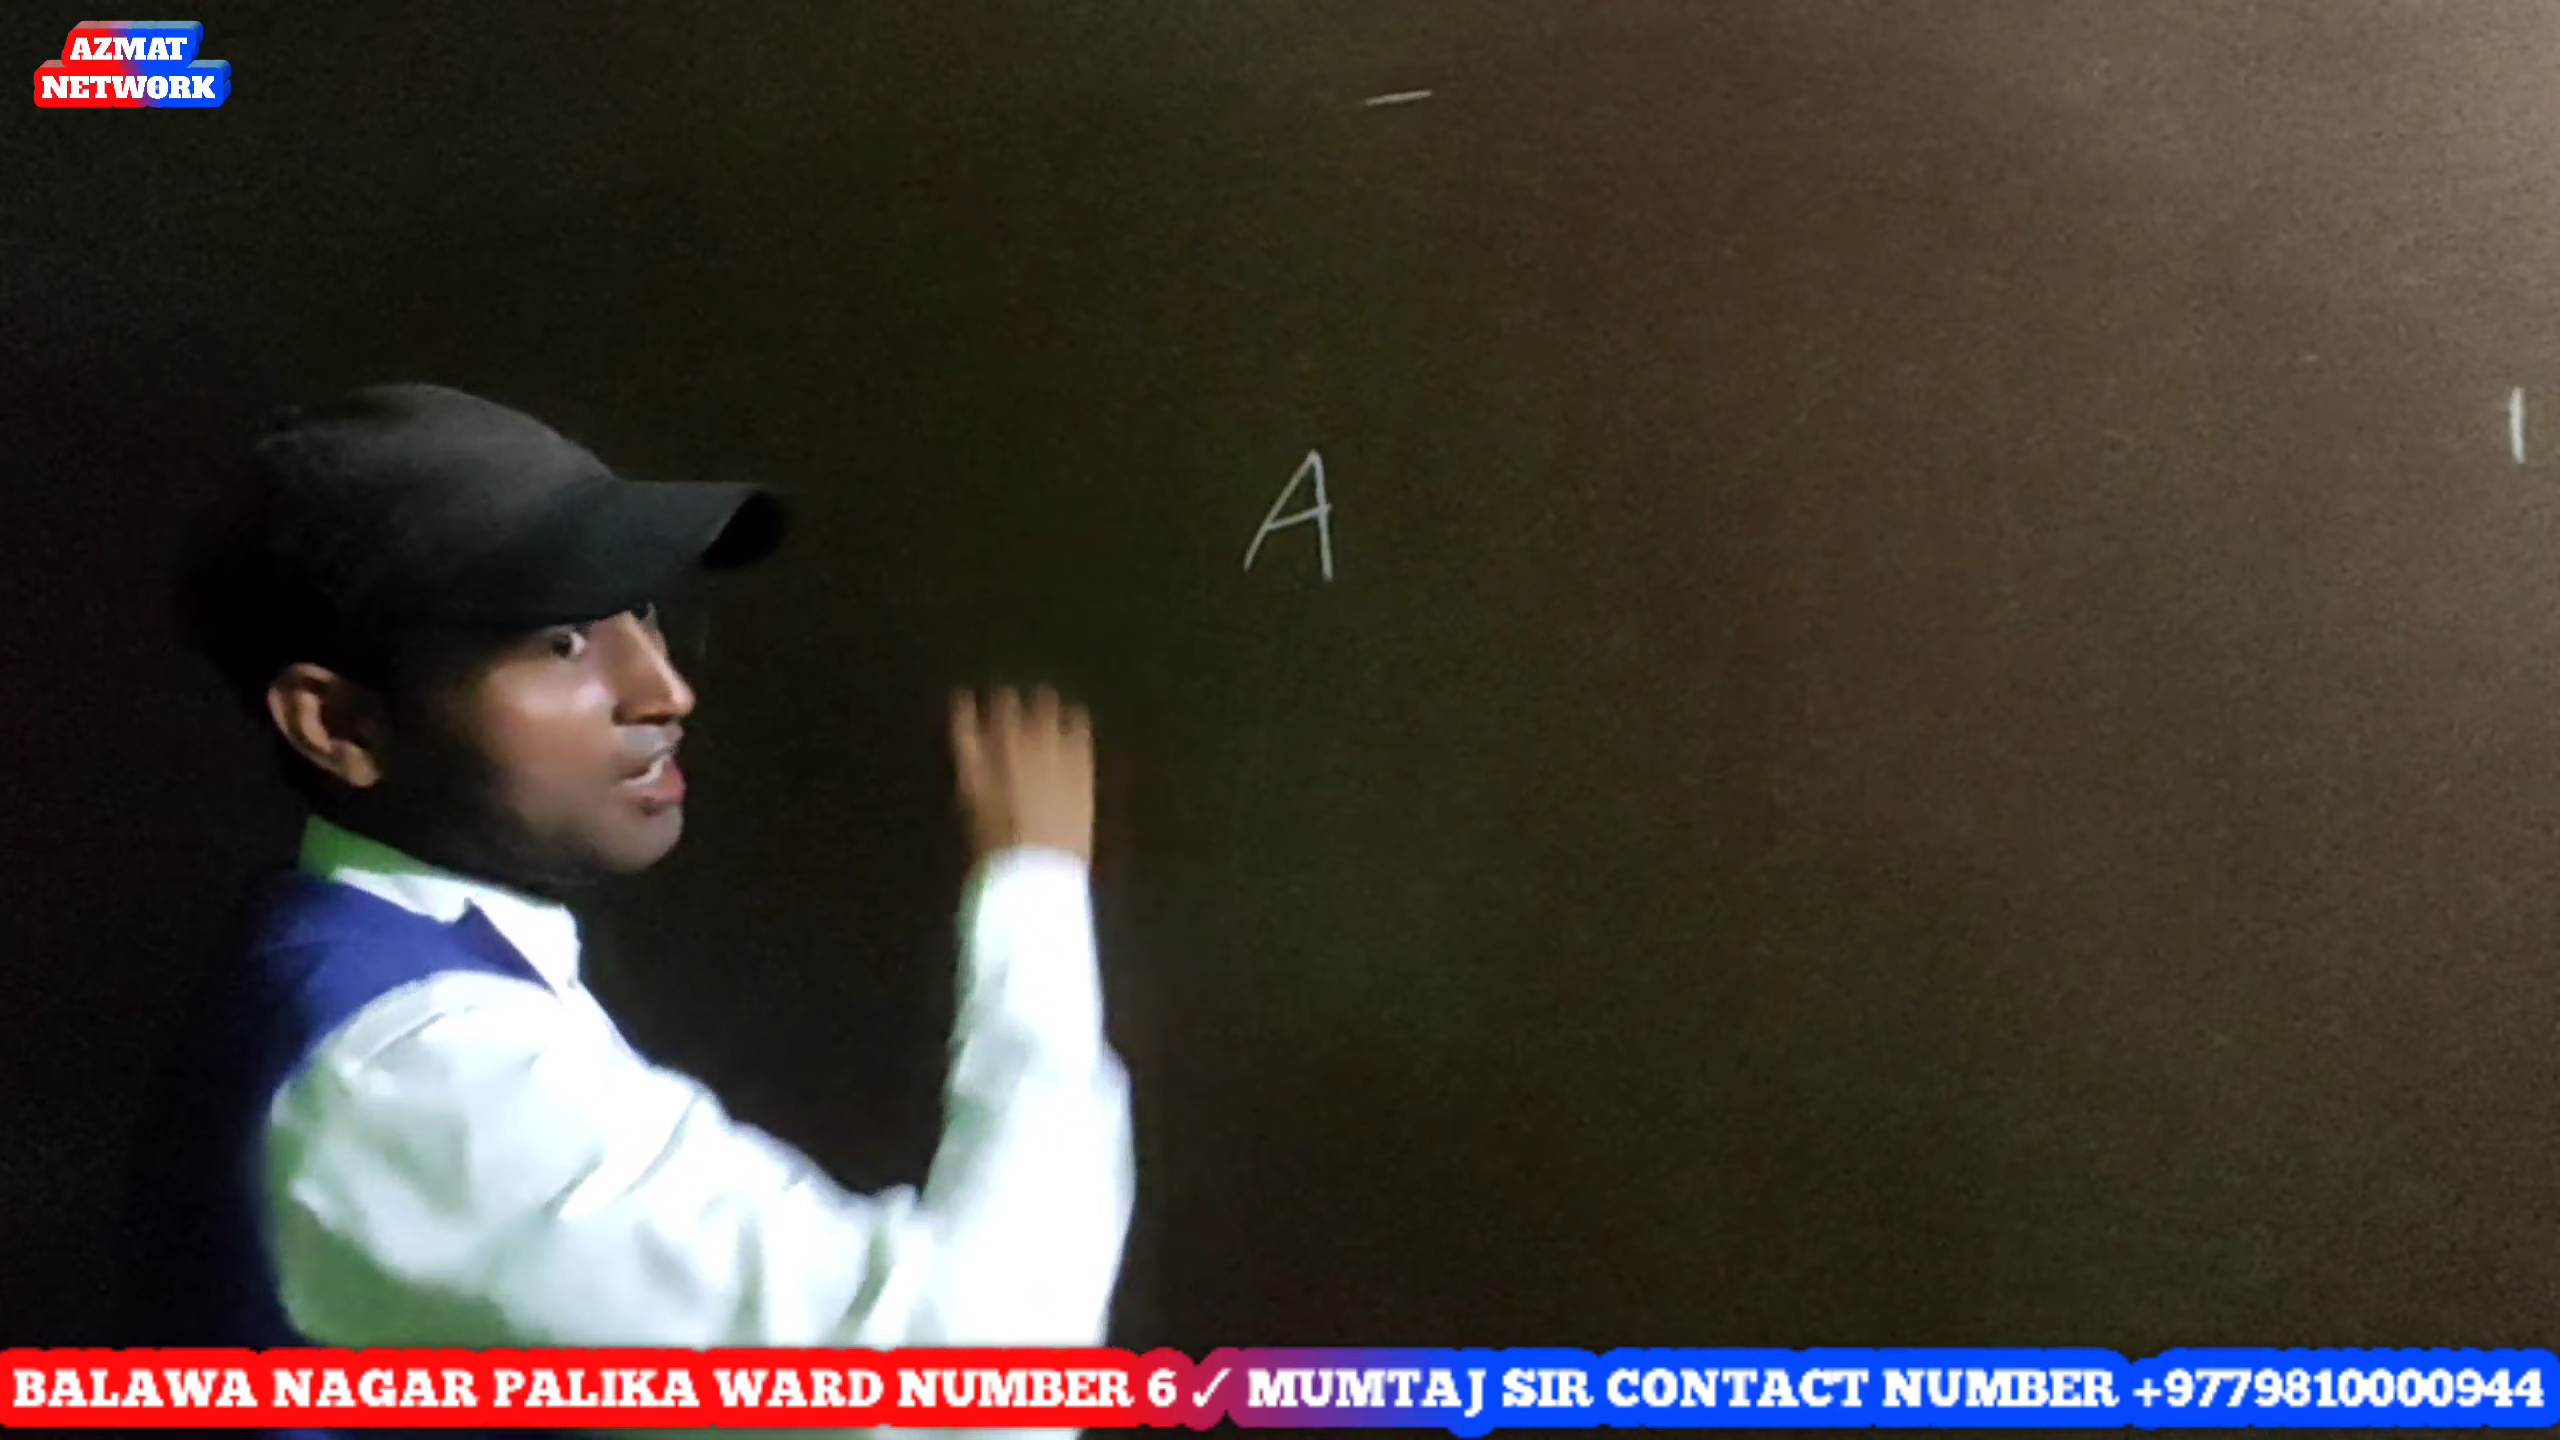 AZMAT
NETWORK
A
BALAWA NAGAR PALIKA WARD NUMBER 6 ✓ MUMTAJ SIR CONTACT NUMBER +9779810000944